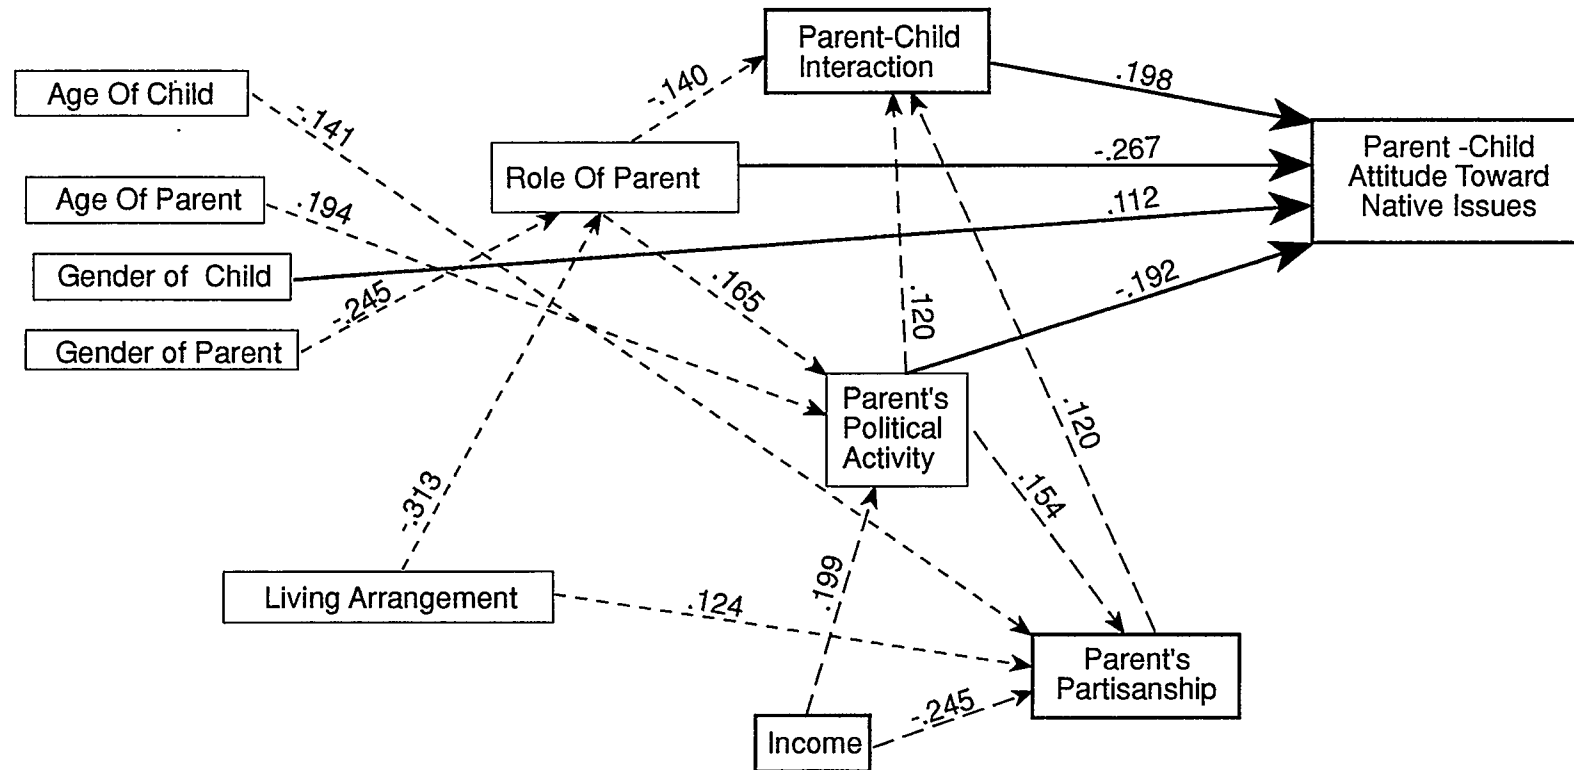 Parent-Child
Interaction
Age Of Child
-.141
-.140
.198
Role Of Parent
-.267
Parent -Child
Attitude Toward
Native Issues
Age Of Parent
.194
.112
Gender of Child
-.245
Gender of Parent
.165
.120
-.192
Parent's
Political
Activity
.120
-.313
.154
Living Arrangement
.124
.199
Parent's
Partisanship
Income
-.245